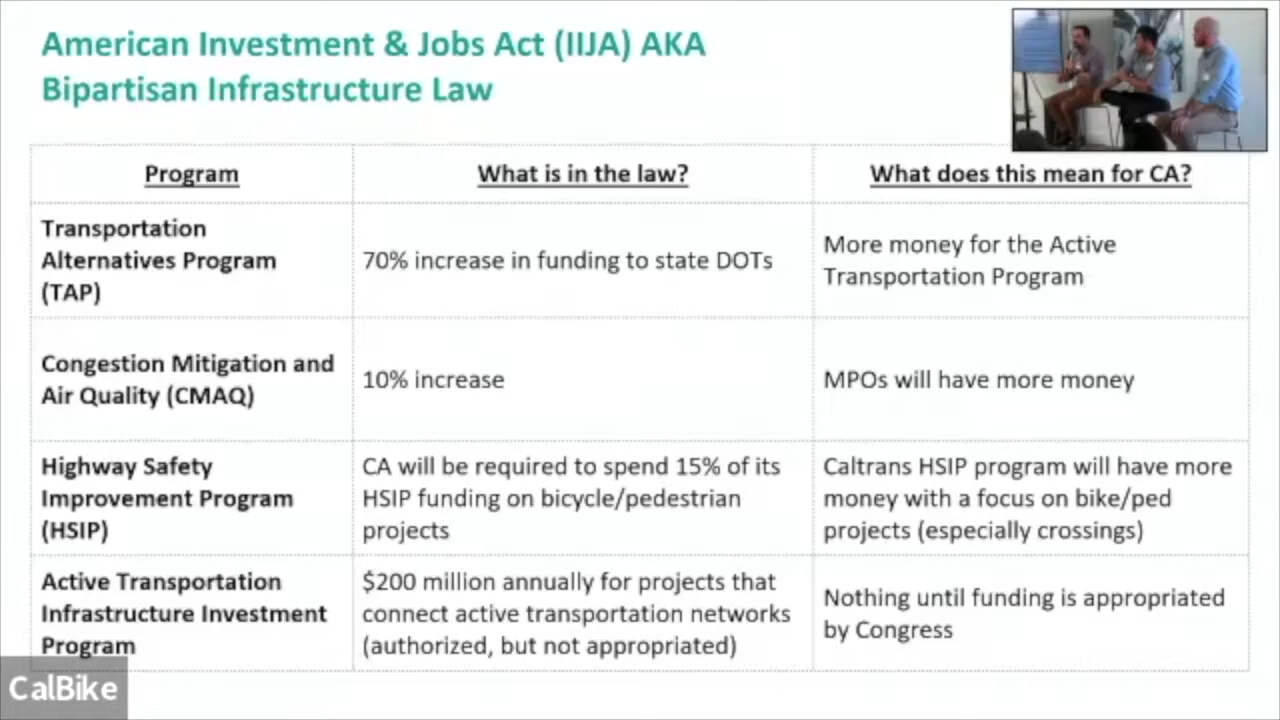 American Investment & Jobs Act (IIJA) AKA
Bipartisan Infrastructure Law
Program
What is in the law?
What does this mean for CA?
Transportation
Alternatives Program
(TAP)
70% increase in funding to state DOTs
More money for the Active
Transportation Program
Congestion Mitigation and
Air Quality (CMAQ)
10% increase
MPOs will have more money
Highway Safety
Improvement Program
(HSIP)
CA will be required to spend 15% of its
HSIP funding on bicycle/pedestrian
projects
Caltrans HSIP program will have more
money with a focus on bike/ped
projects (especially crossings)
Active Transportation
Infrastructure Investment
Program
$200 million annually for projects that
connect active transportation networks
(authorized, but not appropriated)
Nothing until funding is appropriated
by Congress
CalBike